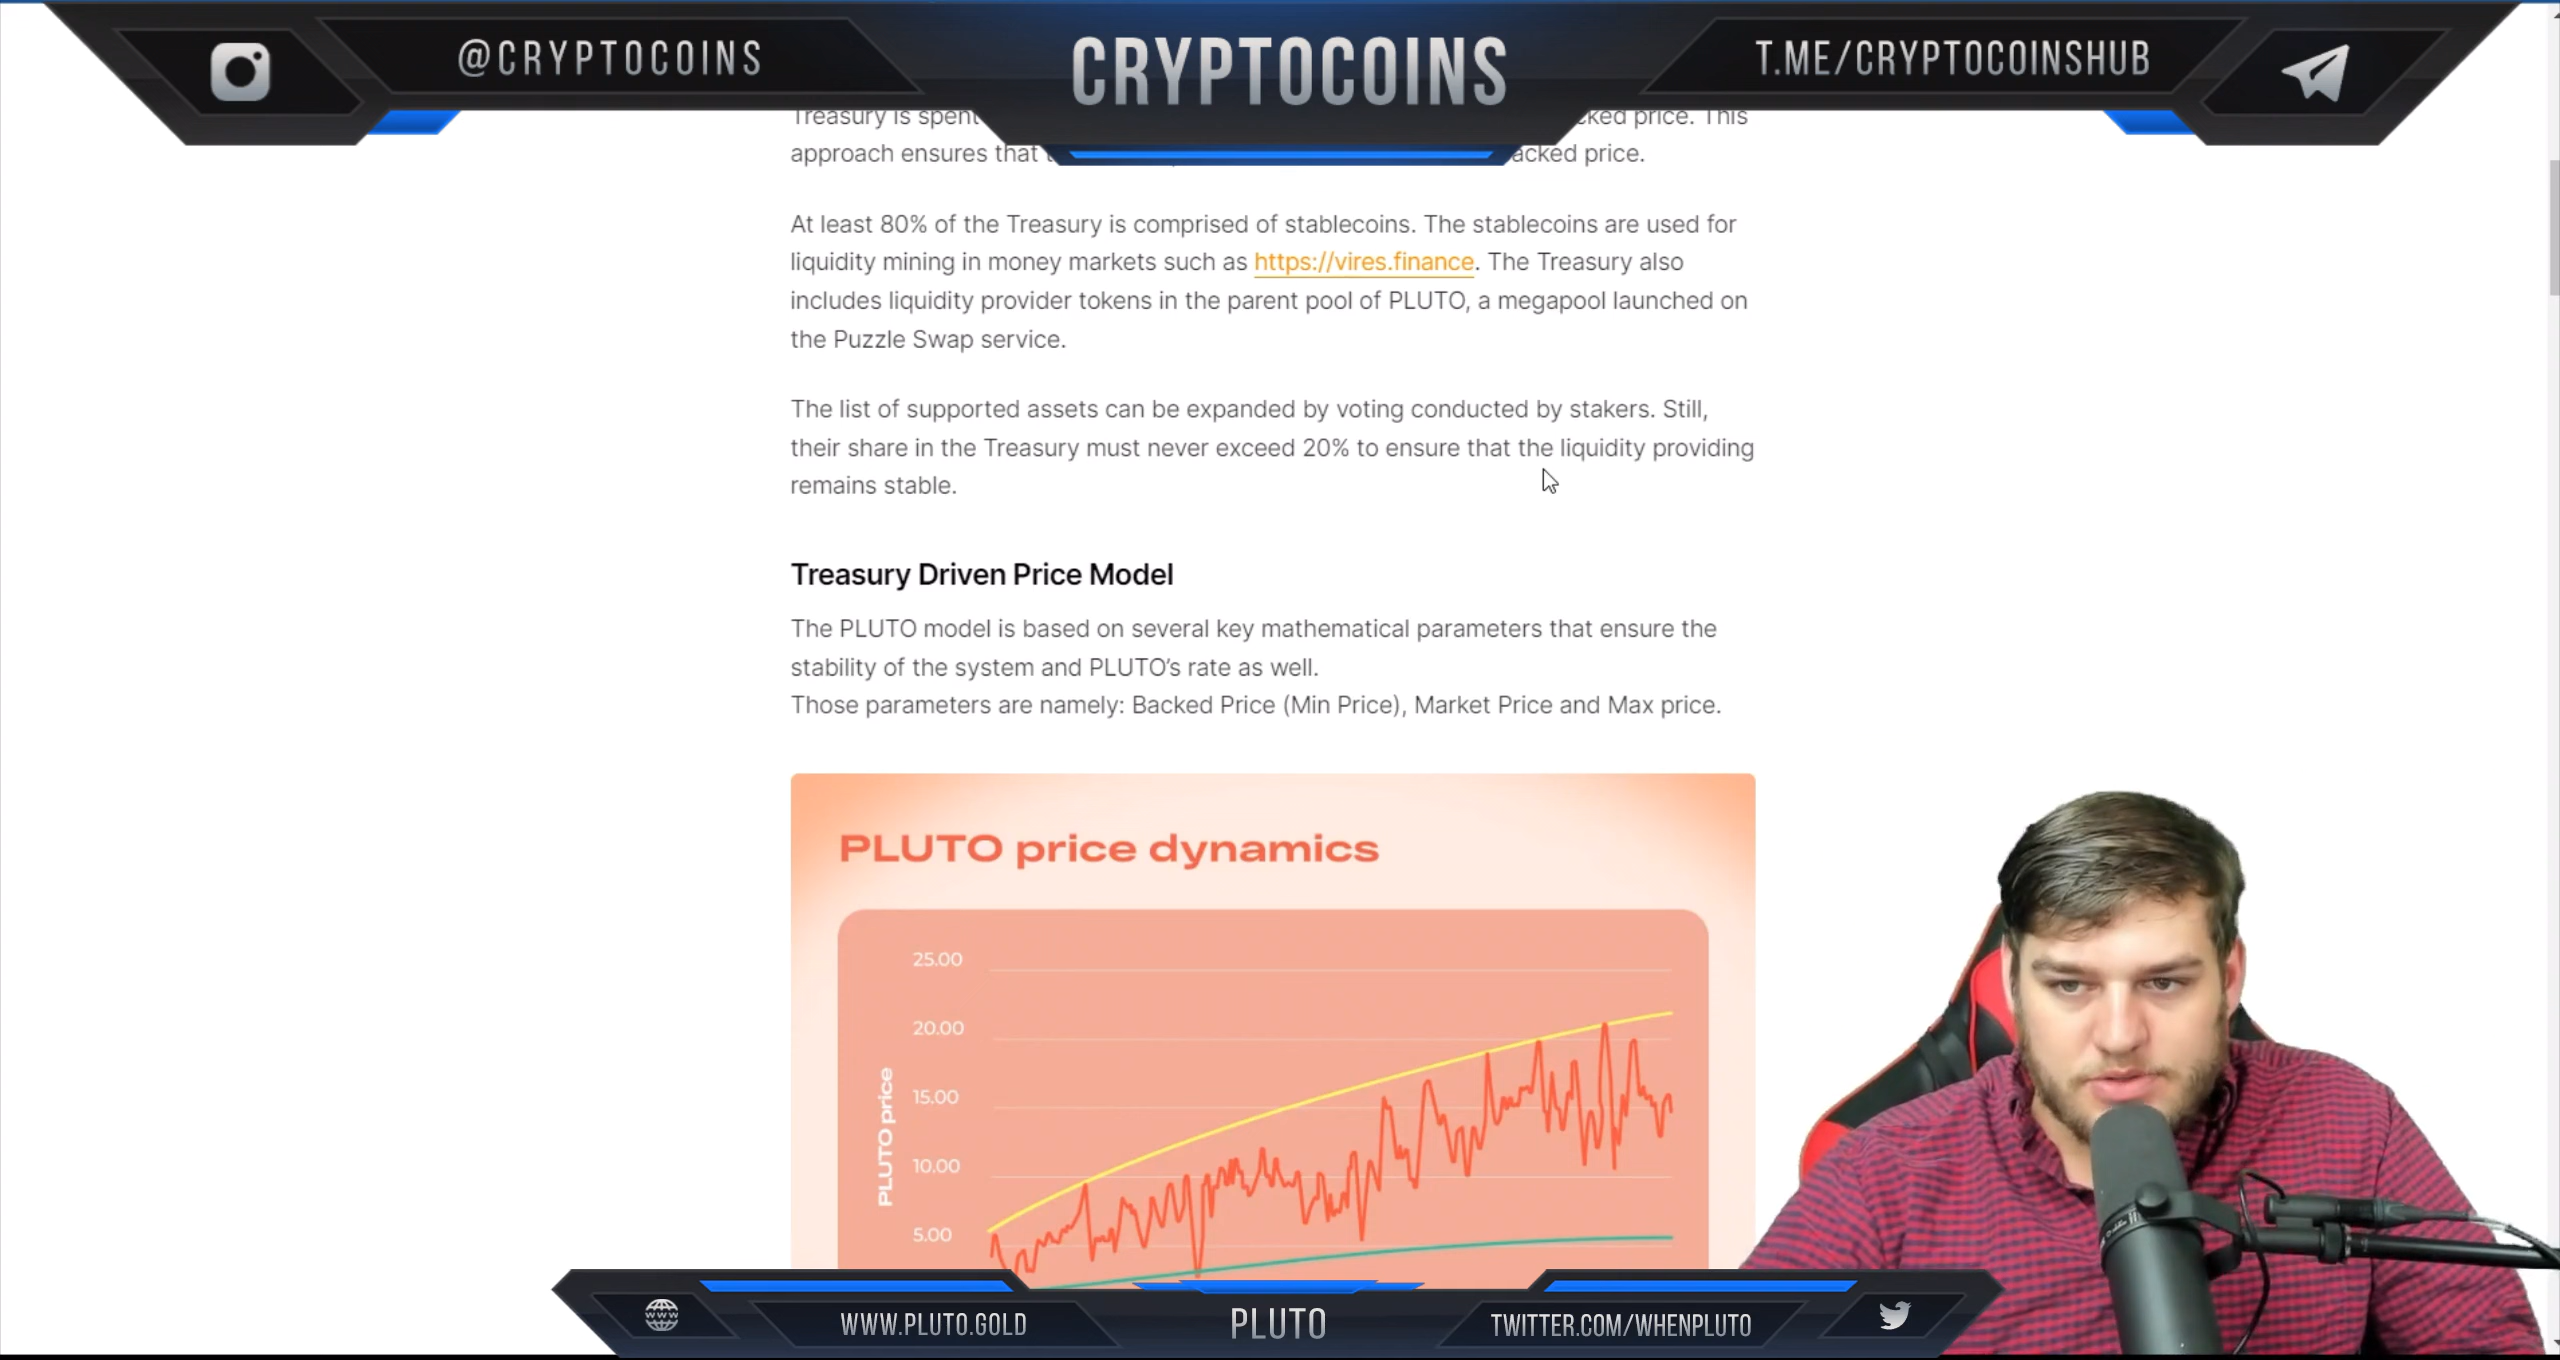 @CRYPTOCOINS
CRYPTOCOINS
T.ME/CRYPTOCOINSHUB
Treasury is spent
price. This
approach ensures that
price.
At least 80% of the Treasury is comprised of stablecoins. The stablecoins are used for
liquidity mining in money markets such as https://vires.finance. The Treasury also
includes liquidity provider tokens in the parent pool of PLUTO, a megapool launched on
the Puzzle Swap service.
The list of supported assets can be expanded by voting conducted by stakers. Still,
their share in the Treasury must never exceed 20% to ensure that the liquidity providing
remains stable.
Treasury Driven Price Model
The PLUTO model is based on several key mathematical parameters that ensure the
stability of the system and PLUTO's rate as well.
Those parameters are namely: Backed Price (Min Price), Market Price and Max price.
PLUTO price dynamics
25.00
20.00
15.00
10.00
5.00
PLUTO price
WWW
WWW.PLUTO.GOLD
PLUTO
TWITTER.COM/WHENPLUTO